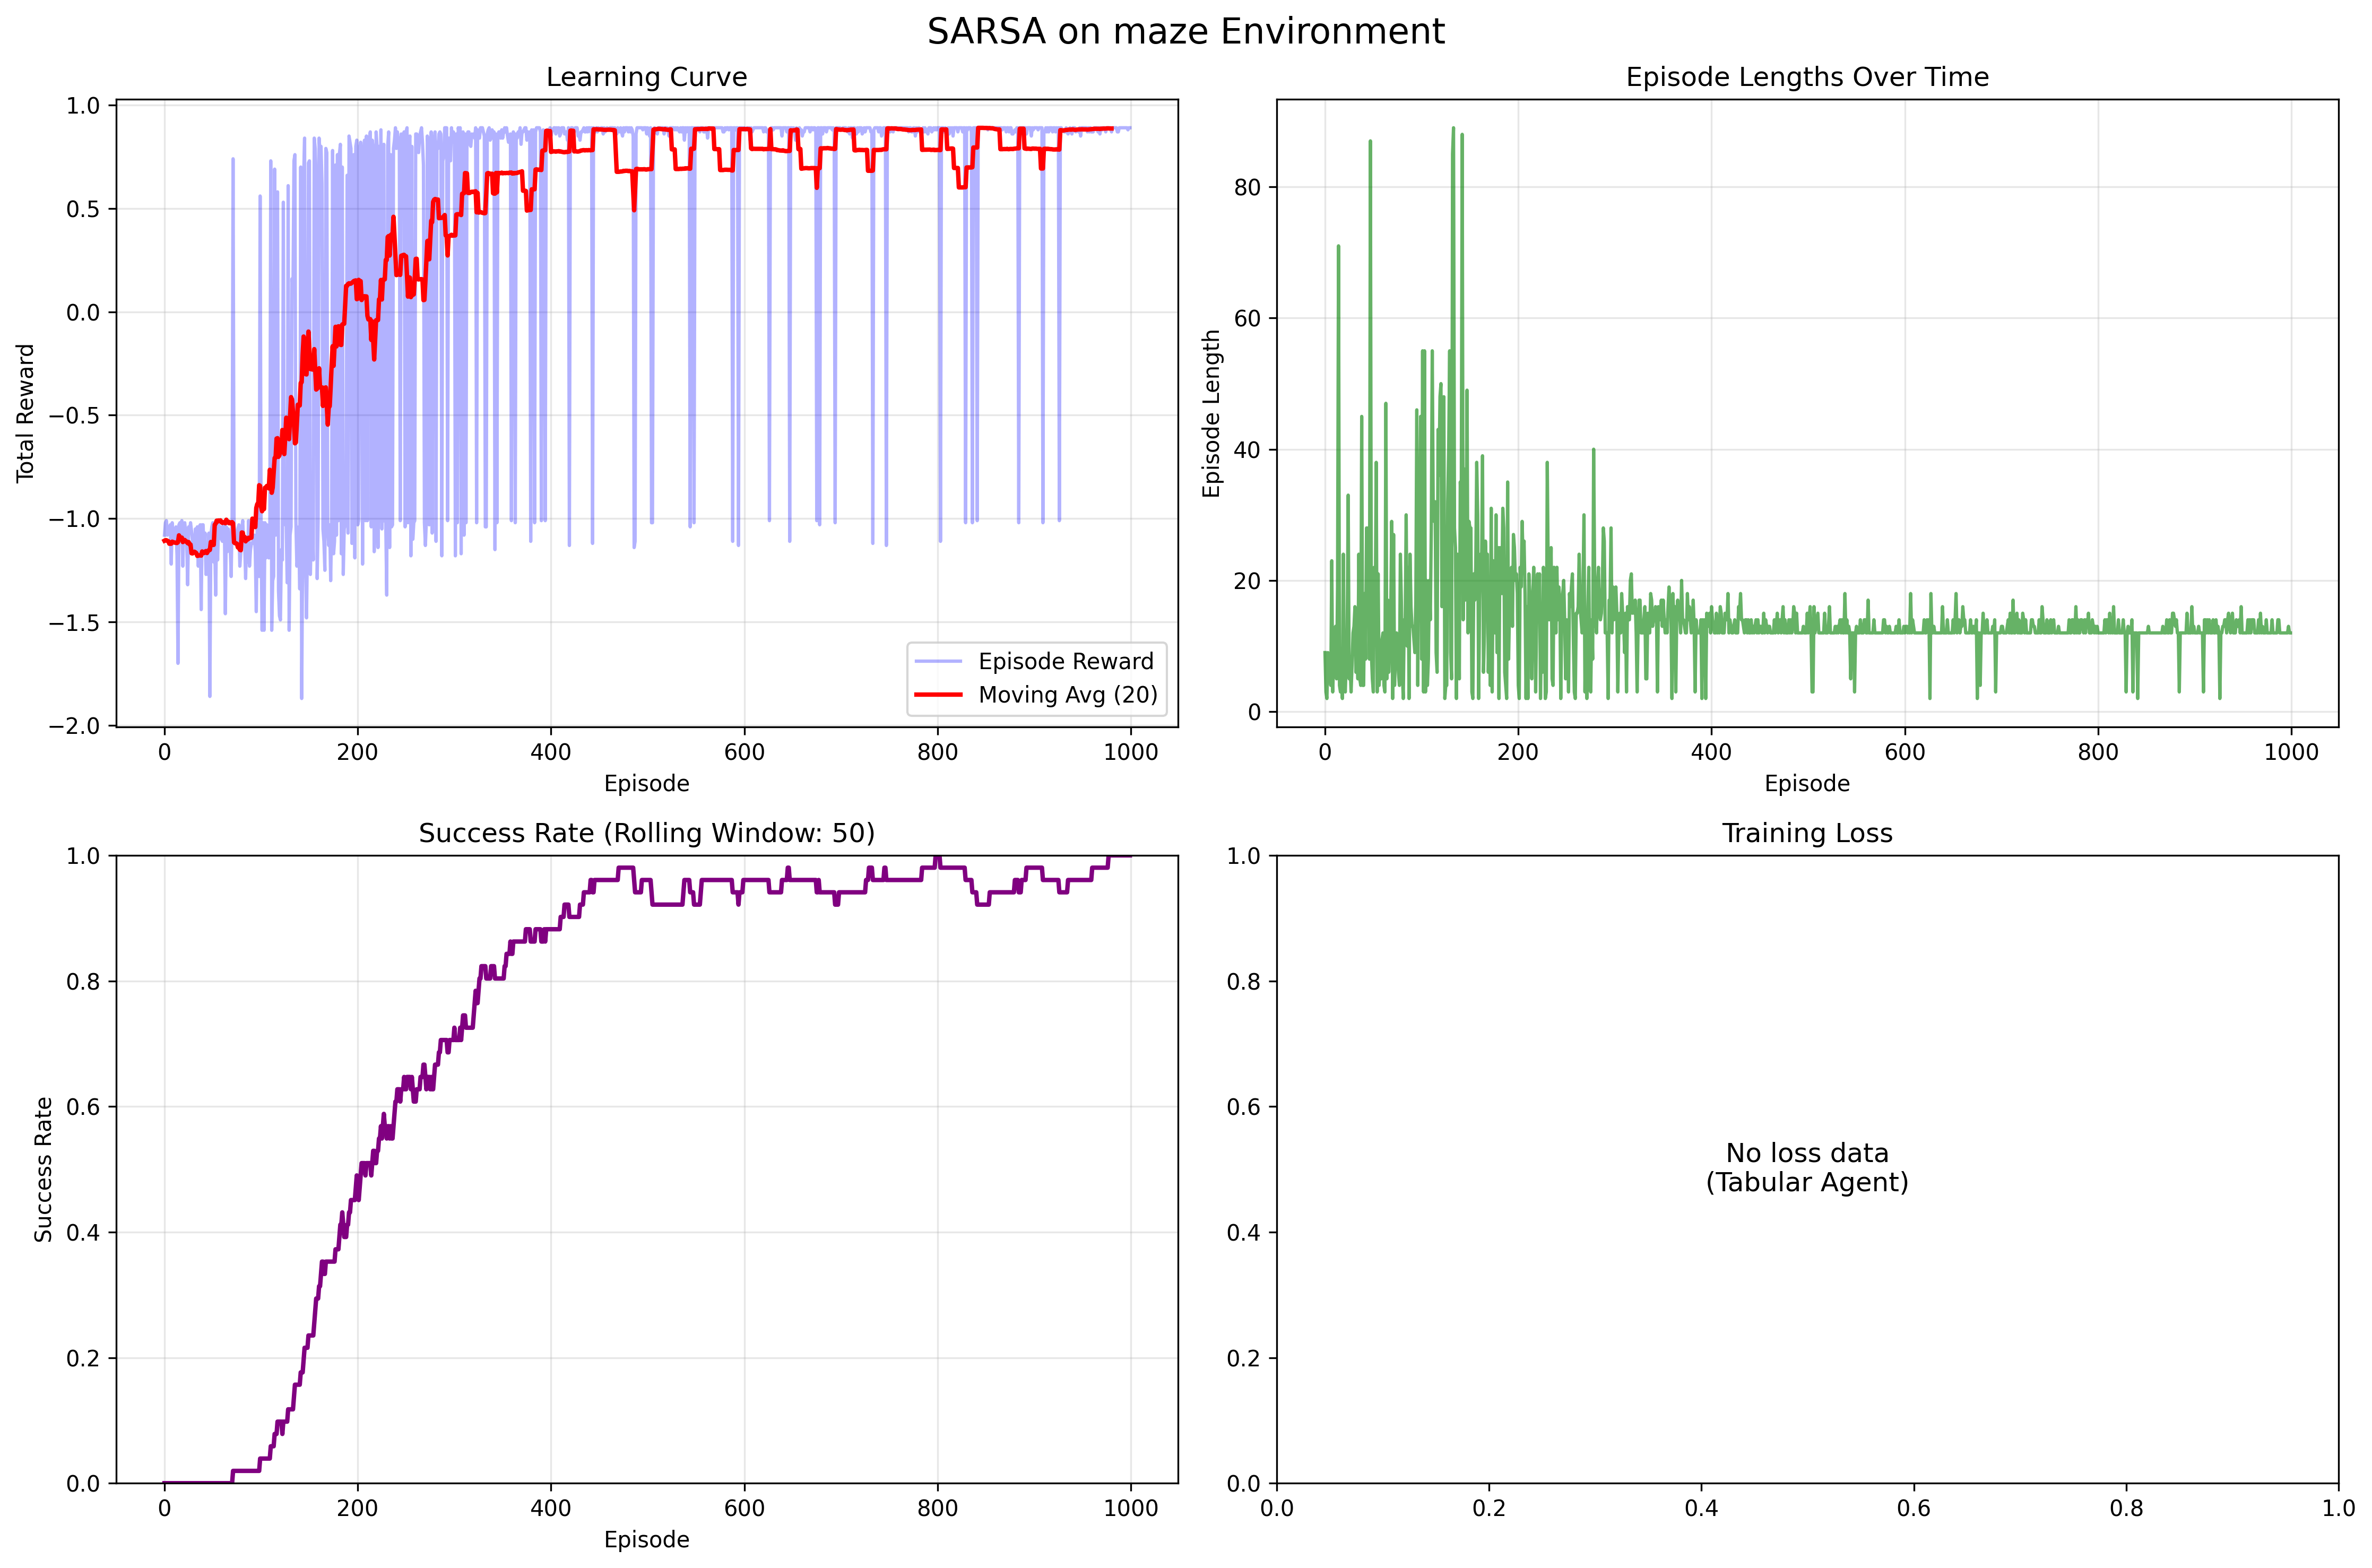 SARSA on maze Environment
Learning Curve
1.0
0.5
0.0
−0.5
−1.0
−1.5
−2.0
Total Reward
Episode Reward
Moving Avg (20)
0 200 400 600 800 1000
Episode
Episode Lengths Over Time
80
60
40
20
0
Episode Length
0 200 400 600 800 1000
Episode
Success Rate (Rolling Window: 50)
1.0
0.8
0.6
0.4
0.2
0.0
Success Rate
0 200 400 600 800 1000
Episode
Training Loss
1.0
0.8
0.6
0.4
0.2
0.0
No loss data
(Tabular Agent)
0.0 0.2 0.4 0.6 0.8 1.0